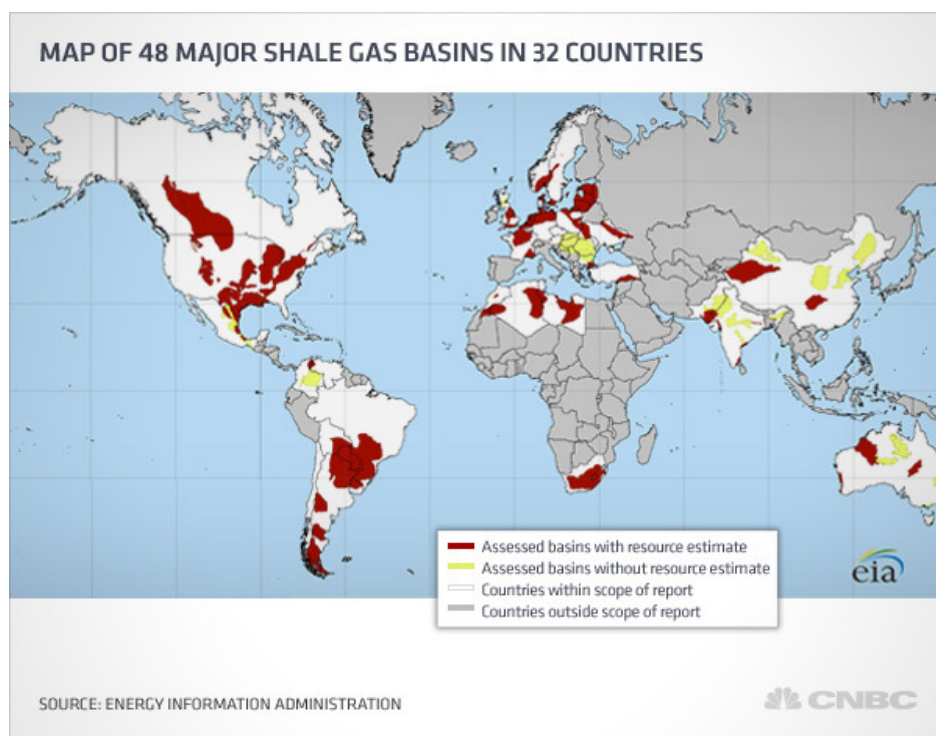 MAP OF 48 MAJOR SHALE GAS BASINS IN 32 COUNTRIES
Assessed basins with resource estimate
Assessed basins without resource estimate
Countries within scope of report
Countries outside scope of report
eia
SOURCE: ENERGY INFORMATION ADMINISTRATION
CNBC